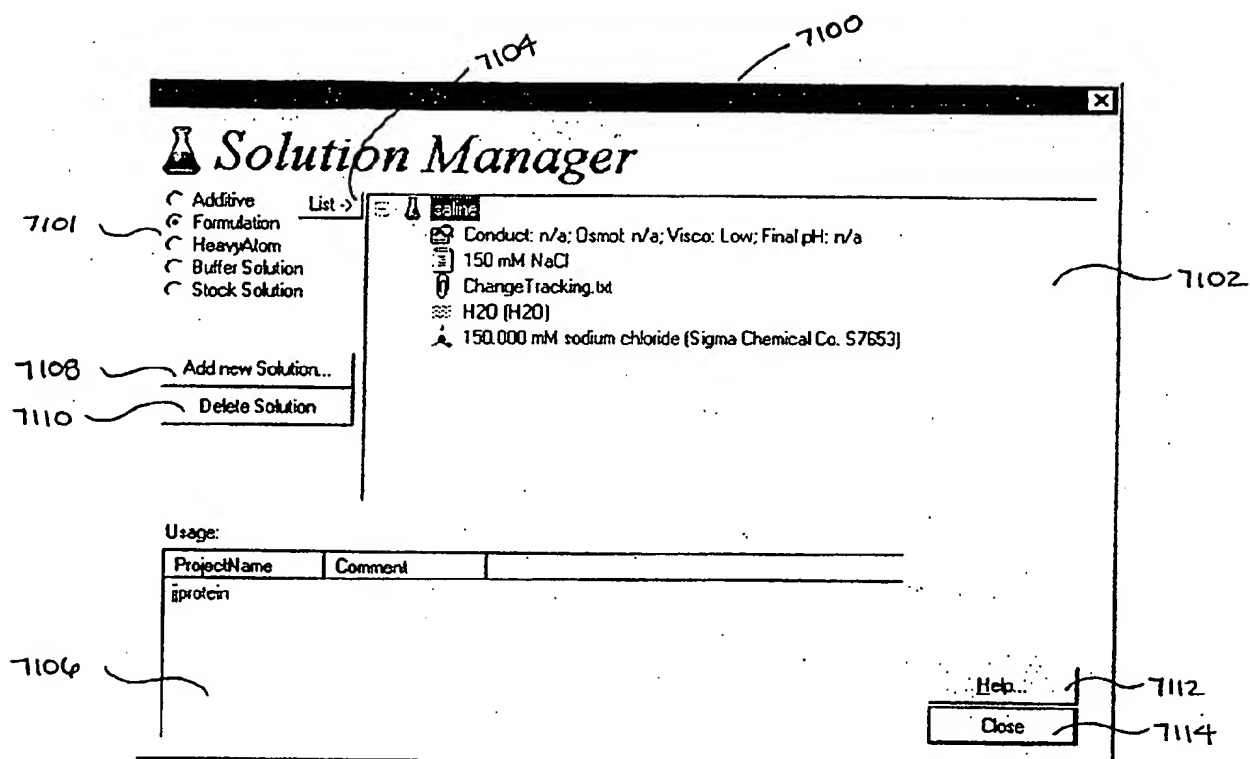 7104
7100
Solution Manager
Additive
Formulation
HeavyAtom
Buffer Solution
Stock Solution
List ->
7101
saline
Conduct: n/a; Osmot: n/a; Visco: Low; Final pH: n/a
150 mM NaCl
ChangeTracking.txt
H2O (H2O)
150.000 mM sodium chloride (Sigma Chemical Co. S7653)
7102
7108
Add new Solution...
7110
Delete Solution
Usage:
ProjectName Comment
jjprotein
7106
Help...
7112
Close
7114